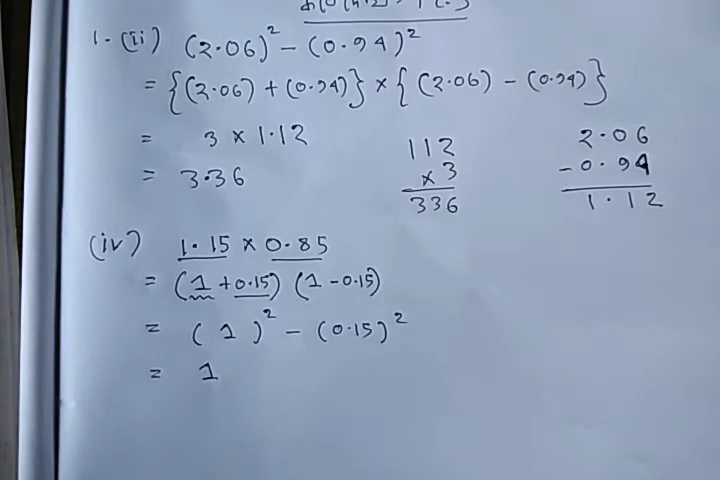 1. (ii) (2.06)² - (0.94)²
= {(2.06) + (0.94)} × { (2.06) - (0.94)}
= 3 × 1.12
= 3.36
112
× 3
336
2.06
- 0.94
1.12
(iv) 1.15 × 0.85
= (1 + 0.15) (1 - 0.15)
= (1)² - (0.15)²
= 1